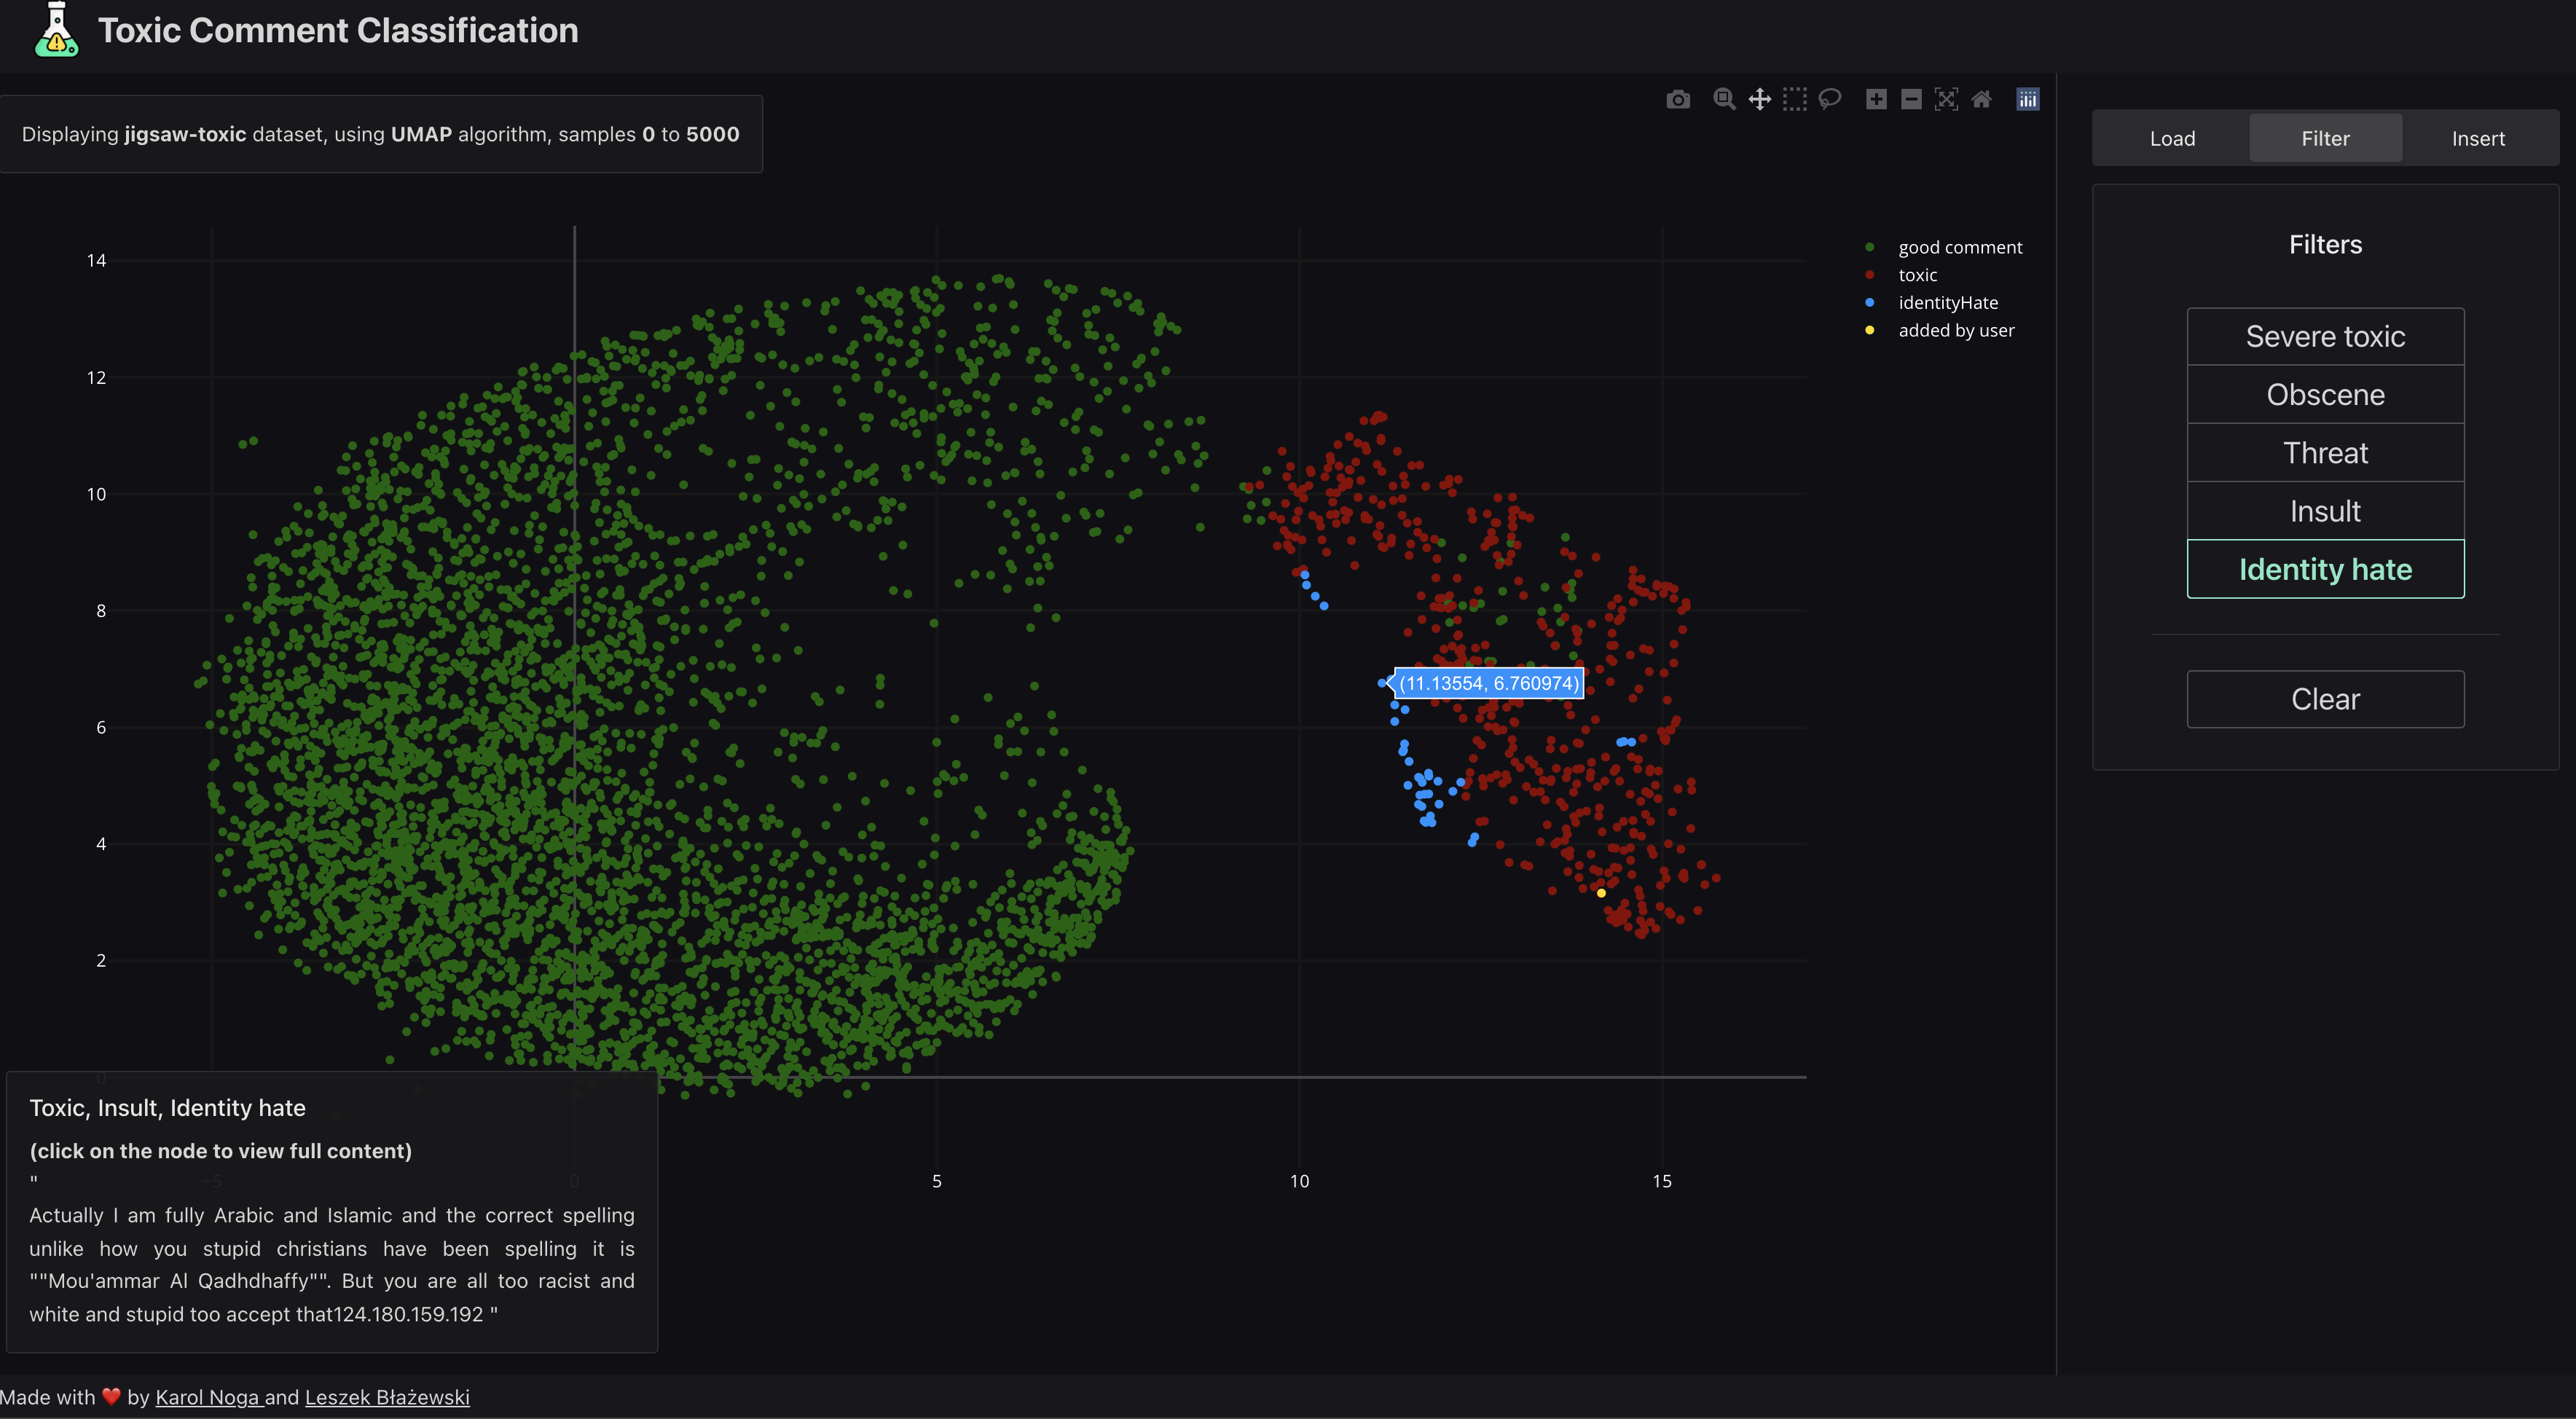 Toxic Comment Classification
Displaying jigsaw-toxic dataset, using UMAP algorithm, samples 0 to 5000
Load
Filter
Insert
Filters
Severe toxic
Obscene
Threat
Insult
Identity hate
Clear
good comment
toxic
identityHate
added by user
14
12
10
8
6
4
2
0
(11.13554, 6.760974)
−5
0
5
10
15
Toxic, Insult, Identity hate
(click on the node to view full content)
"
Actually I am fully Arabic and Islamic and the correct spelling
unlike how you stupid christians have been spelling it is
""Mou'ammar Al Qadhdhaffy"". But you are all too racist and
white and stupid too accept that124.180.159.192 "
Made with ❤️ by Karol Noga and Leszek Błażewski